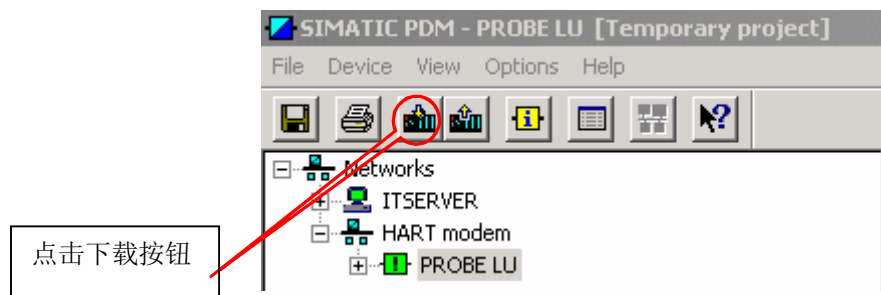 SIMATIC PDM - PROBE LU [Temporary project]
File Device View Options Help
Networks
ITSERVER
HART modem
PROBE LU
点击下载按钮